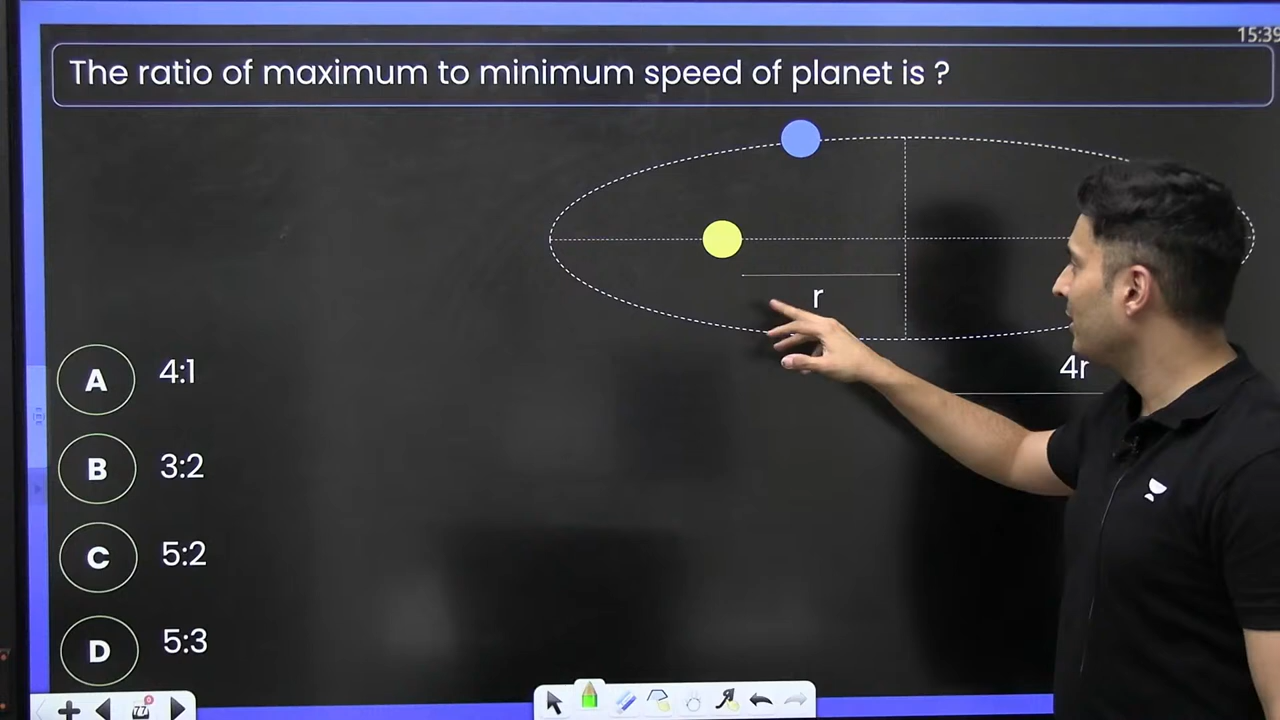 15:39
The ratio of maximum to minimum speed of planet is ?
r
4r
A 4:1
B 3:2
C 5:2
D 5:3